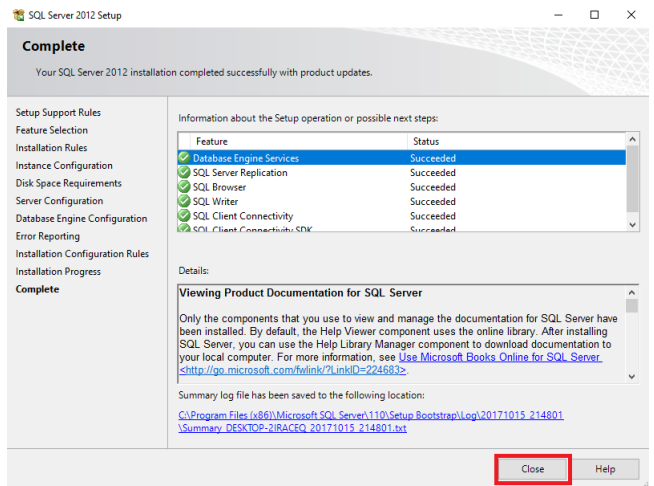 SQL Server 2012 Setup
Complete
Your SQL Server 2012 installation completed successfully with product updates.
Setup Support Rules
Feature Selection
Installation Rules
Instance Configuration
Disk Space Requirements
Server Configuration
Database Engine Configuration
Error Reporting
Installation Configuration Rules
Installation Progress
Complete
Information about the Setup operation or possible next steps:
Feature Status
Database Engine Services Succeeded
SQL Server Replication Succeeded
SQL Browser Succeeded
SQL Writer Succeeded
SQL Client Connectivity Succeeded
SQL Client Connectivity SDK Succeeded
Details:
Viewing Product Documentation for SQL Server
Only the components that you use to view and manage the documentation for SQL Server have
been installed. By default, the Help Viewer component uses the online library. After installing
SQL Server, you can use the Help Library Manager component to download documentation to
your local computer. For more information, see Use Microsoft Books Online for SQL Server
<http://go.microsoft.com/fwlink/?LinkID=224683>.
Summary log file has been saved to the following location:
C:\Program Files (x86)\Microsoft SQL Server\110\Setup Bootstrap\Log\20171015_214801
\Summary_DESKTOP-2IRACEQ_20171015_214801.txt
Close Help